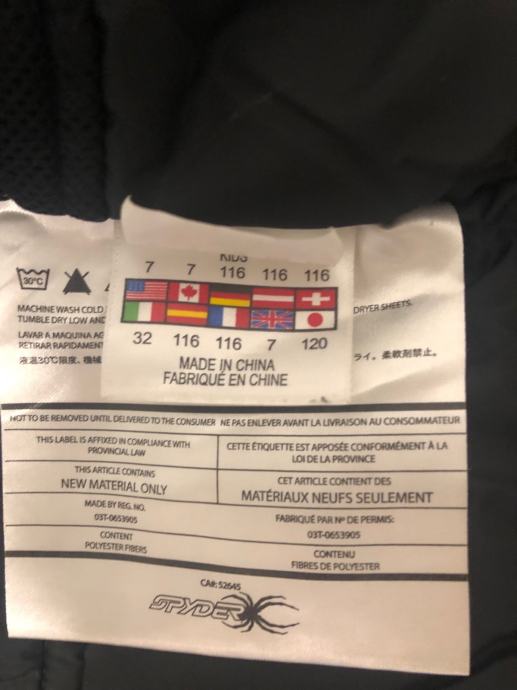 KIDS
7 7 116 116 116
32 116 116 7 120
MADE IN CHINA
FABRIQUÉ EN CHINE
30°C
MACHINE WASH COLD
TUMBLE DRY LOW AND
DRYER SHEETS.
LAVAR A MAQUINA AG
RETIRAR RAPIDAMENT
液温30℃限度、機械
ライ。柔軟剤禁止。
NOT TO BE REMOVED UNTIL DELIVERED TO THE CONSUMER NE PAS ENLEVER AVANT LA LIVRAISON AU CONSOMMATEUR
THIS LABEL IS AFFIXED IN COMPLIANCE WITH
PROVINCIAL LAW
CETTE ÉTIQUETTE EST APPOSÉE CONFORMÉMENT À LA
LOI DE LA PROVINCE
THIS ARTICLE CONTAINS
NEW MATERIAL ONLY
CET ARTICLE CONTIENT DES
MATÉRIAUX NEUFS SEULEMENT
MADE BY REG. NO.
03T-0653905
FABRIQUÉ PAR Nº DE PERMIS:
03T-0653905
CONTENT
POLYESTER FIBERS
CONTENU
FIBRES DE POLYESTER
CA#: 52645
SPYDER